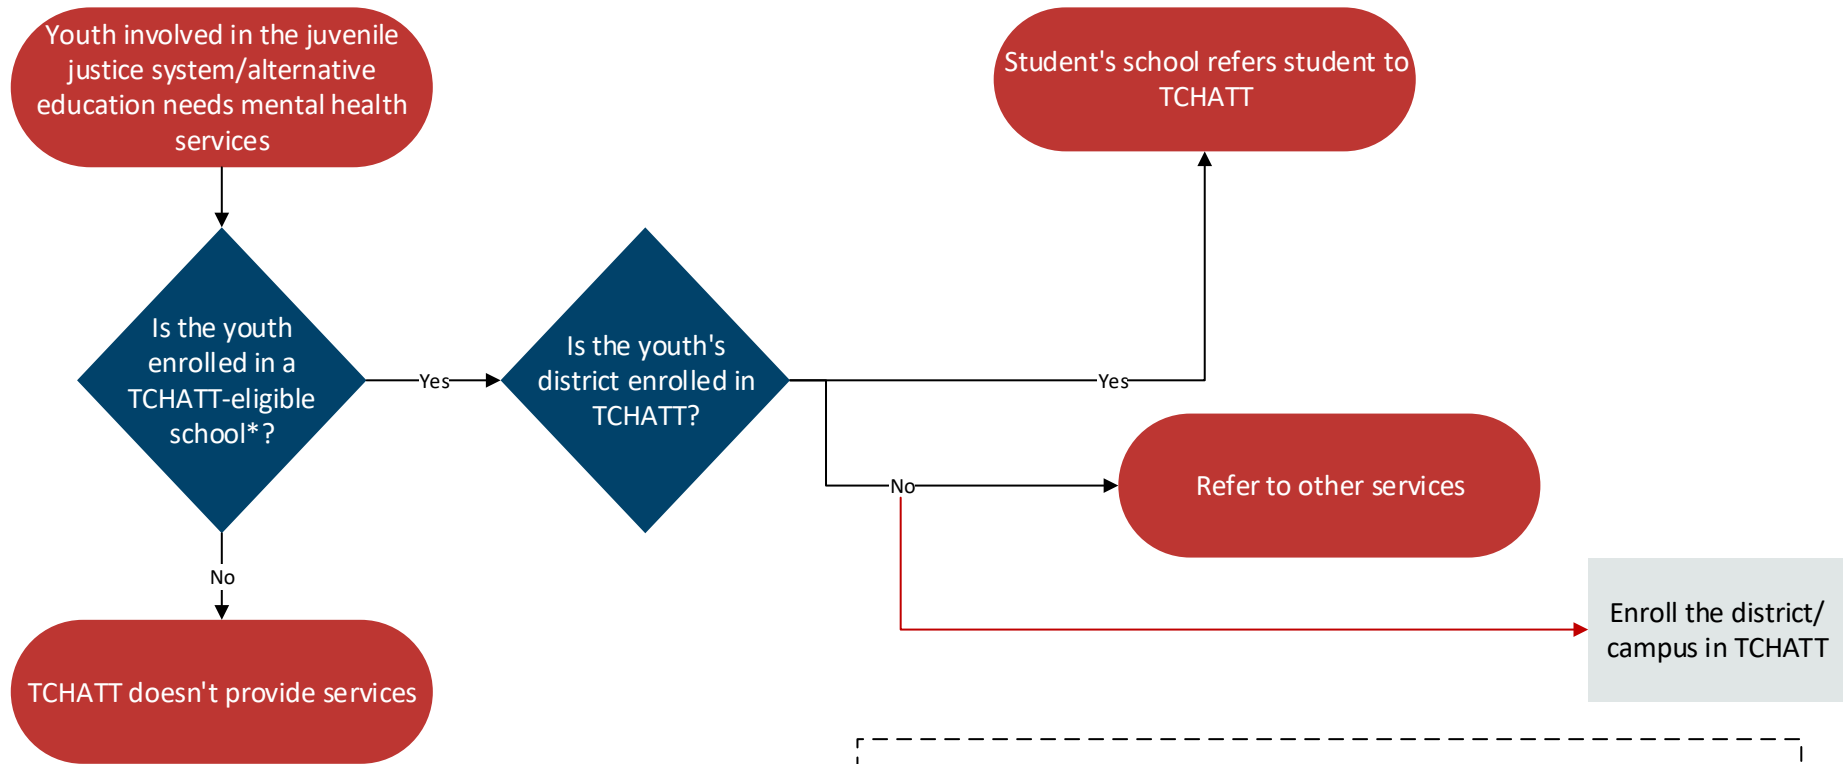 Youth involved in the juvenile
justice system/alternative
education needs mental health
services
Student's school refers student to
TCHATT
Is the youth
enrolled in a
TCHATT-eligible
school*?
Yes
Is the youth's
district enrolled in
TCHATT?
Yes
No
Refer to other services
No
Enroll the district/
campus in TCHATT
TCHATT doesn't provide services